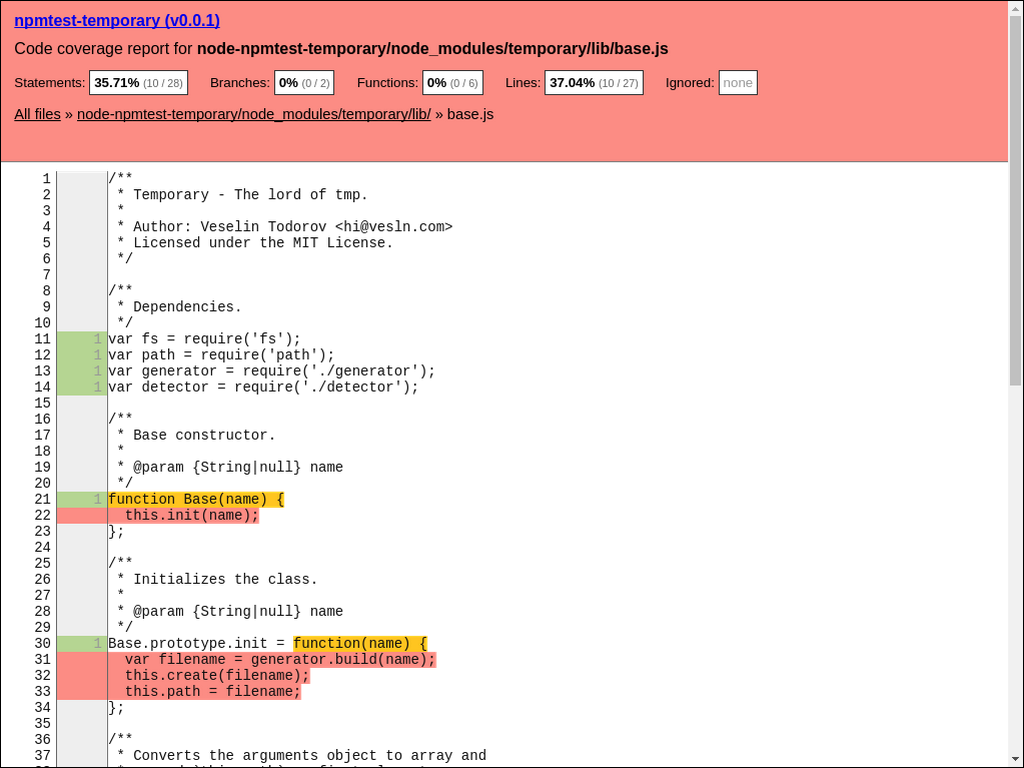 npmtest-temporary (v0.0.1)
Code coverage report for node-npmtest-temporary/node_modules/temporary/lib/base.js
Statements: 35.71% (10 / 28) Branches: 0% (0 / 2) Functions: 0% (0 / 6) Lines: 37.04% (10 / 27) Ignored: none
All files » node-npmtest-temporary/node_modules/temporary/lib/ » base.js
1 /**
2  * Temporary - The lord of tmp.
3  *
4  * Author: Veselin Todorov <hi@vesln.com>
5  * Licensed under the MIT License.
6  */
7
8 /**
9  * Dependencies.
10  */
11 1 var fs = require('fs');
12 1 var path = require('path');
13 1 var generator = require('./generator');
14 1 var detector = require('./detector');
15
16 /**
17  * Base constructor.
18  *
19  * @param {String|null} name
20  */
21 1 function Base(name) {
22   this.init(name);
23 };
24
25 /**
26  * Initializes the class.
27  *
28  * @param {String|null} name
29  */
30 1 Base.prototype.init = function(name) {
31   var filename = generator.build(name);
32   this.create(filename);
33   this.path = filename;
34 };
35
36 /**
37  * Converts the arguments object to array and